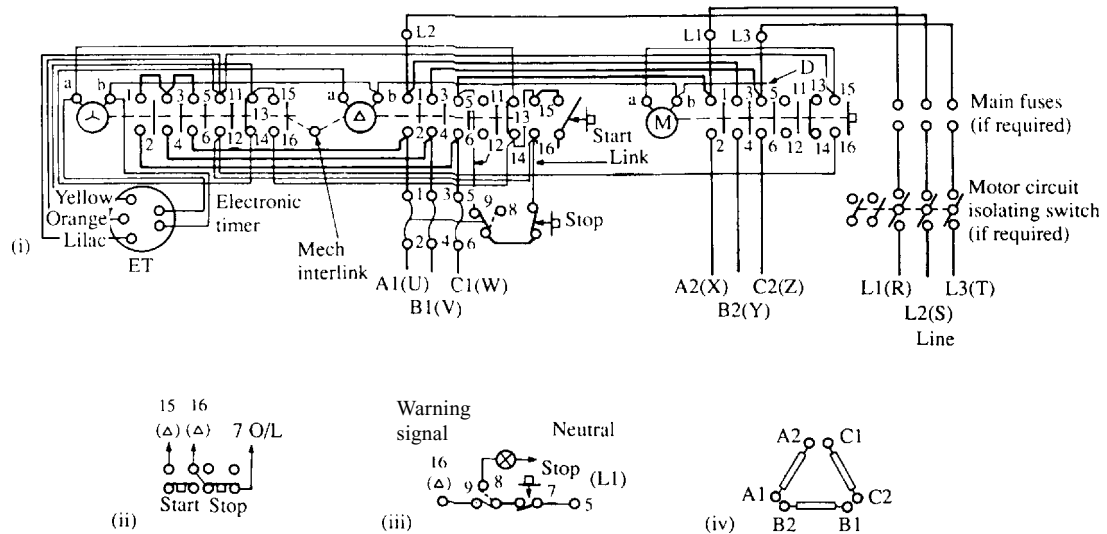 L2 L1 L3
D
a b 1 3 5 11 15 a b 1 3 5 11 15 a b 1 3 5 11 13 15
13 Δ 13 M
2 4 6 12 14 16 2 4 6 12 14 16 2 4 6 12 14 16
Start
Link
Main fuses
(if required)
Yellow
Orange
Lilac
ET
Electronic
timer
Mech
interlink
1 3 5 9 8
Stop
2 4 6
Motor circuit
isolating switch
(if required)
(i)
A1(U) C1(W)
B1(V)
A2(X) C2(Z)
B2(Y)
L1(R) L3(T)
L2(S)
Line
15 16
(Δ) (Δ) 7 O/L
Start Stop
(ii)
Warning
signal
Neutral
16
(Δ) 9 8 Stop 7 (L1)
5
(iii)
A2 C1
A1 C2
B2 B1
(iv)